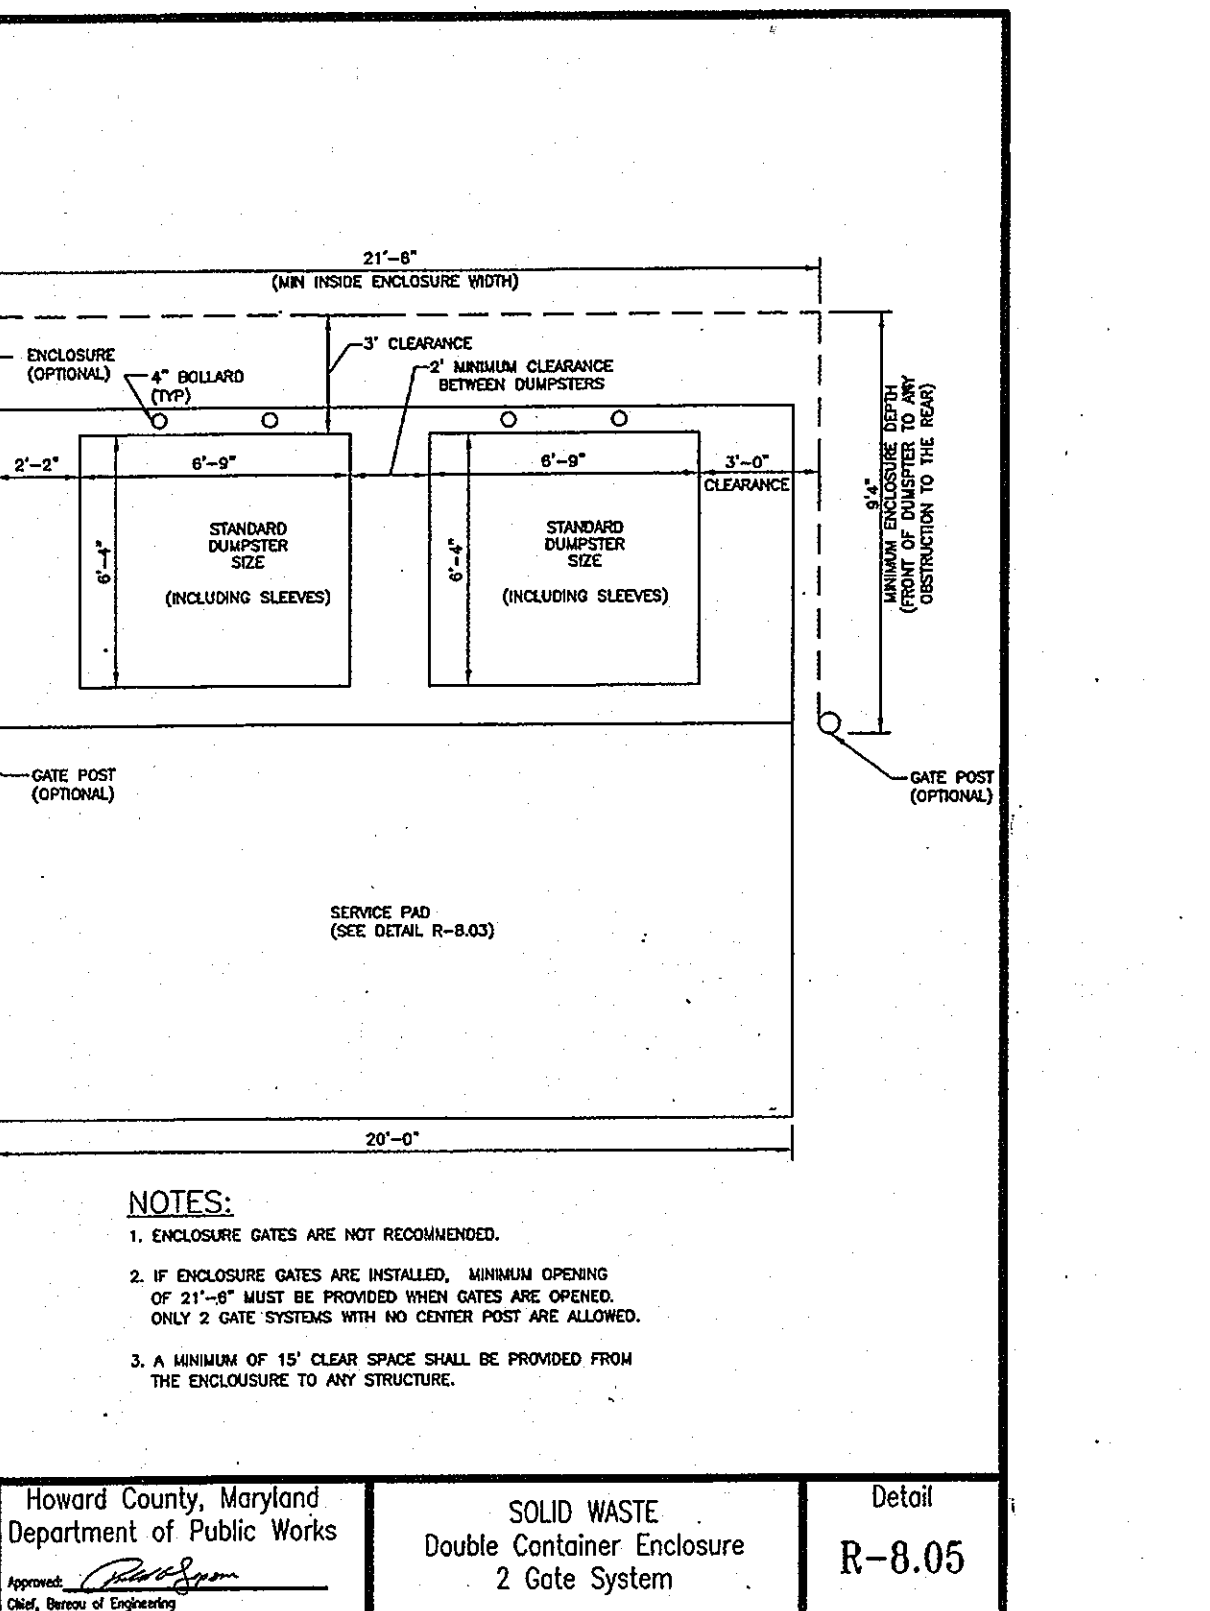 21'-6"
(MIN INSIDE ENCLOSURE WIDTH)
ENCLOSURE
(OPTIONAL)
4" BOLLARD
(TYP)
3' CLEARANCE
2' MINIMUM CLEARANCE
BETWEEN DUMPSTERS
2'-2"
6'-9"
6'-9"
3'-0"
CLEARANCE
6'-4"
STANDARD
DUMPSTER
SIZE
(INCLUDING SLEEVES)
6'-4"
STANDARD
DUMPSTER
SIZE
(INCLUDING SLEEVES)
9'4"
MINIMUM ENCLOSURE DEPTH
(FRONT OF DUMSPTER TO ANY
OBSTRUCTION TO THE REAR)
GATE POST
(OPTIONAL)
GATE POST
(OPTIONAL)
SERVICE PAD
(SEE DETAIL R-8.03)
20'-0"
NOTES:
1. ENCLOSURE GATES ARE NOT RECOMMENDED.
2. IF ENCLOSURE GATES ARE INSTALLED, MINIMUM OPENING
OF 21'-6" MUST BE PROVIDED WHEN GATES ARE OPENED.
ONLY 2 GATE SYSTEMS WITH NO CENTER POST ARE ALLOWED.
3. A MINIMUM OF 15' CLEAR SPACE SHALL BE PROVIDED FROM
THE ENCLOUSURE TO ANY STRUCTURE.
Howard County, Maryland
Department of Public Works
Approved:
Chief, Bureau of Engineering
SOLID WASTE
Double Container Enclosure
2 Gate System
Detail
R-8.05